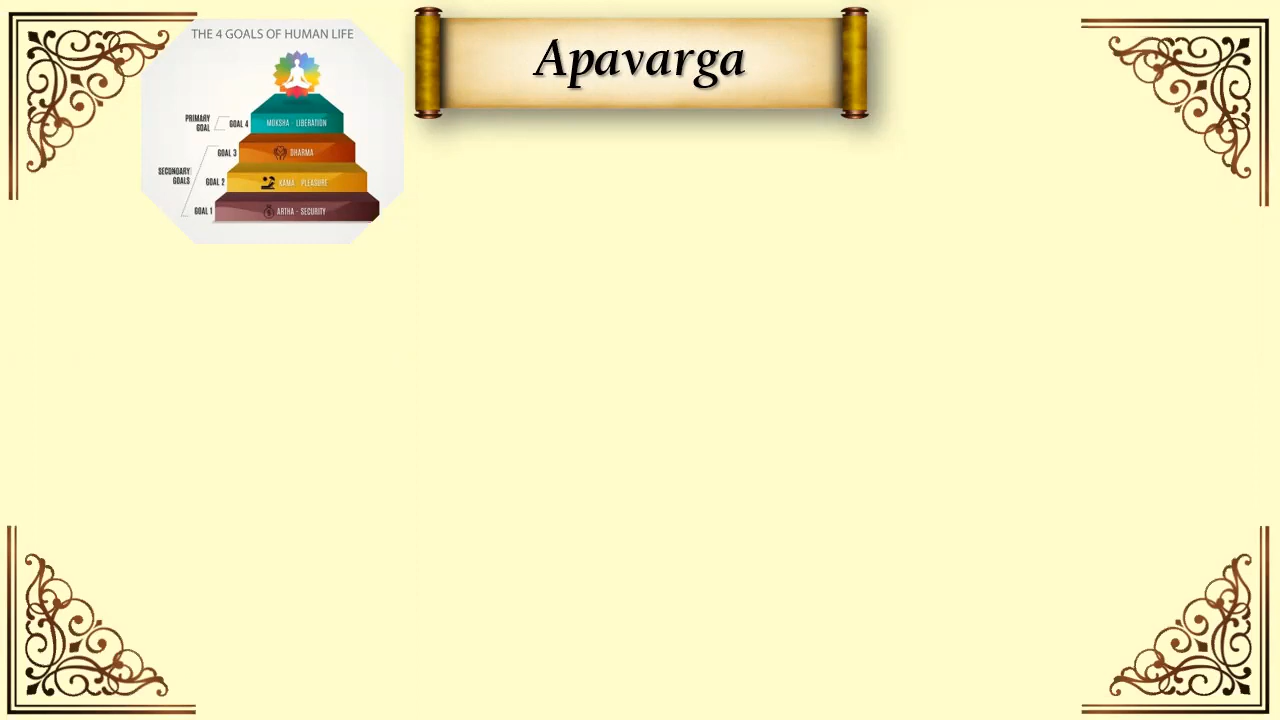 THE 4 GOALS OF HUMAN LIFE
Apavarga
PRIMARY
GOAL
GOAL 4
MOKSHA - LIBERATION
GOAL 3
DHARMA
SECONDARY
GOALS
GOAL 2
KAMA - PLEASURE
GOAL 1
ARTHA - SECURITY